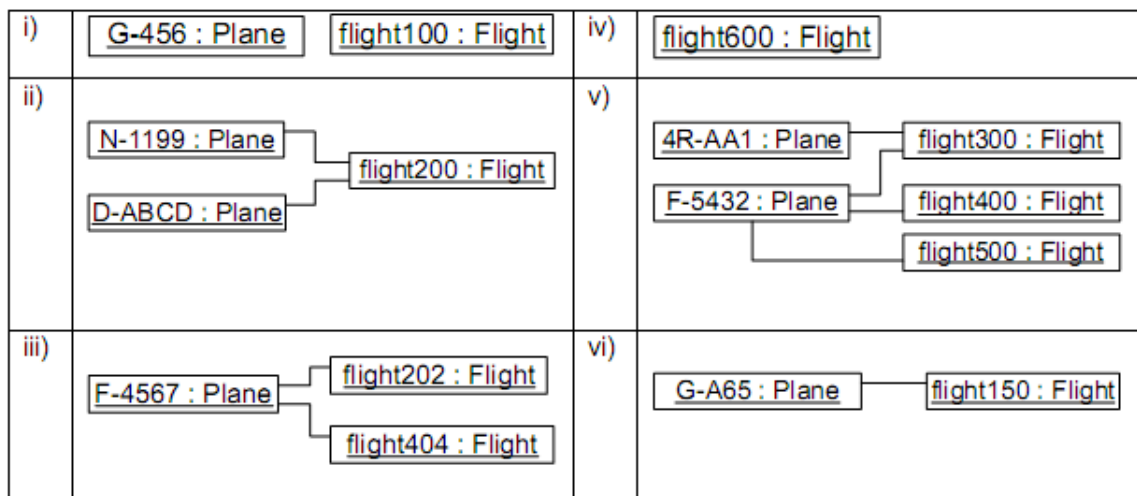 i)
G-456 : Plane
flight100 : Flight
iv)
flight600 : Flight
ii)
N-1199 : Plane
D-ABCD : Plane
flight200 : Flight
v)
4R-AA1 : Plane
F-5432 : Plane
flight300 : Flight
flight400 : Flight
flight500 : Flight
iii)
F-4567 : Plane
flight202 : Flight
flight404 : Flight
vi)
G-A65 : Plane
flight150 : Flight